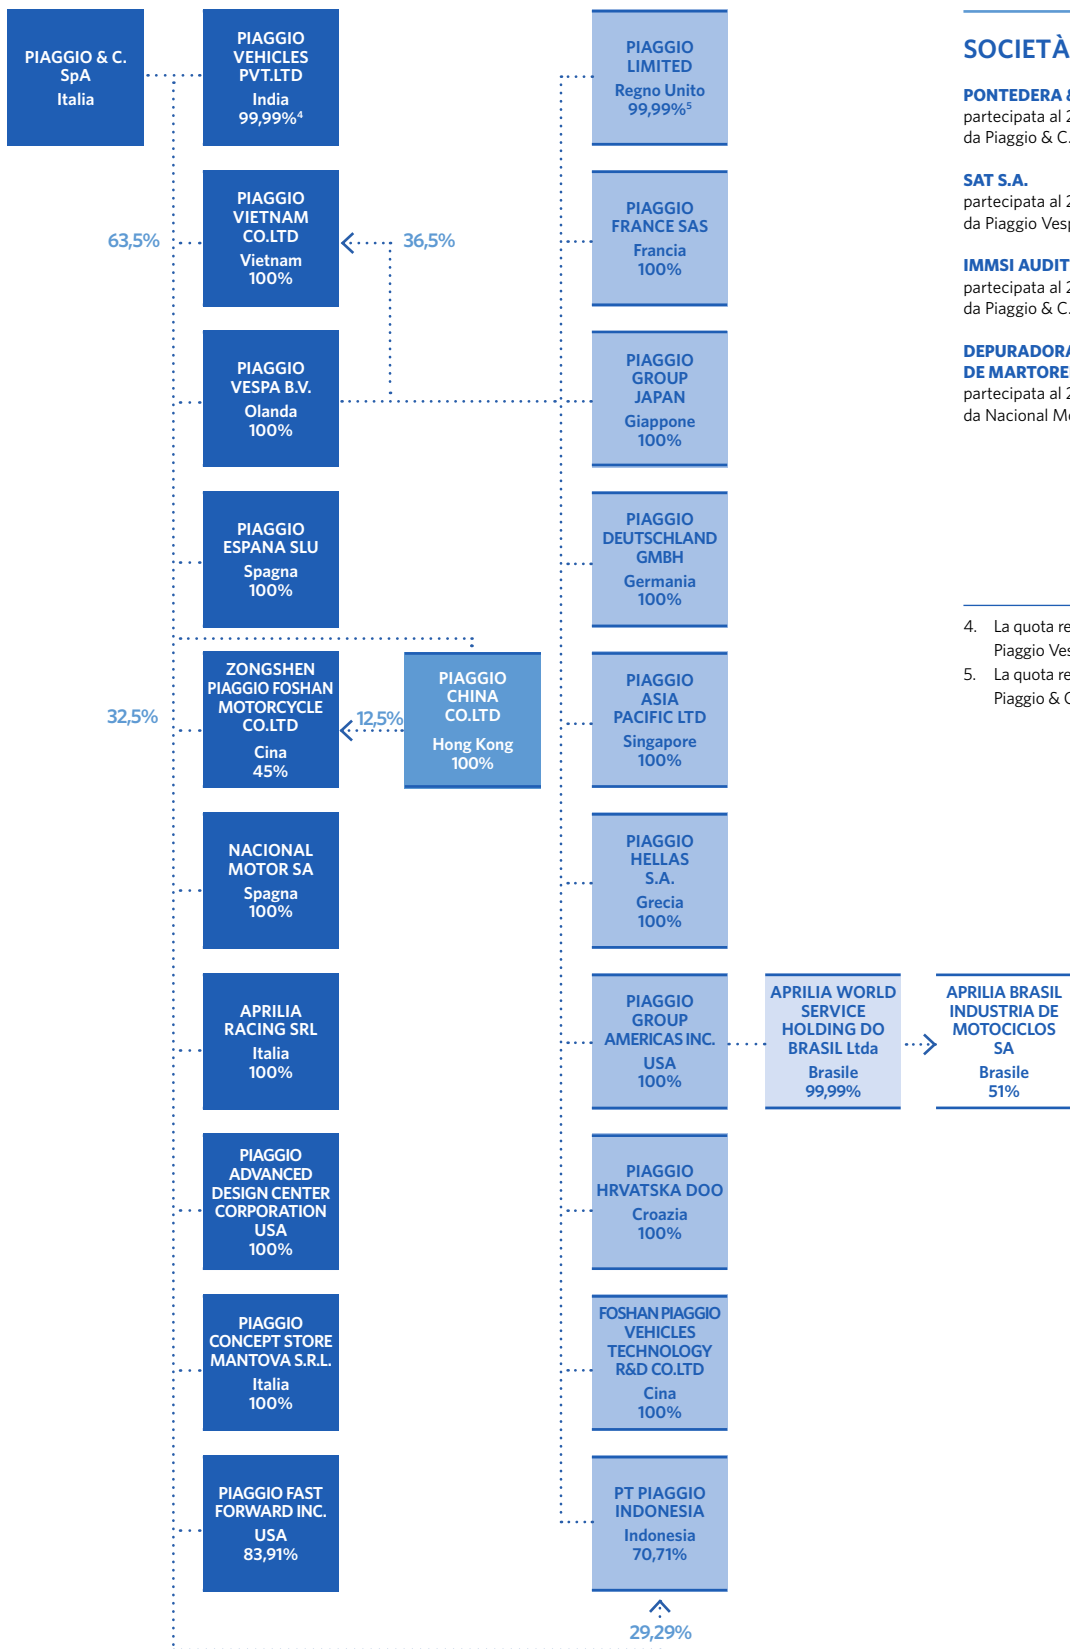 PIAGGIO & C.
SpA
Italia
PIAGGIO
VEHICLES
PVT.LTD
India
99,99%⁴
PIAGGIO
LIMITED
Regno Unito
99,99%⁵
63,5%
PIAGGIO
VIETNAM
CO.LTD
Vietnam
100%
36,5%
PIAGGIO
FRANCE SAS
Francia
100%
PIAGGIO
VESPA B.V.
Olanda
100%
PIAGGIO
GROUP
JAPAN
Giappone
100%
PIAGGIO
ESPANA SLU
Spagna
100%
PIAGGIO
DEUTSCHLAND
GMBH
Germania
100%
32,5%
ZONGSHEN
PIAGGIO FOSHAN
MOTORCYCLE
CO.LTD
Cina
45%
12,5%
PIAGGIO
CHINA
CO.LTD
Hong Kong
100%
PIAGGIO
ASIA
PACIFIC LTD
Singapore
100%
NACIONAL
MOTOR SA
Spagna
100%
PIAGGIO
HELLAS
S.A.
Grecia
100%
APRILIA
RACING SRL
Italia
100%
PIAGGIO
GROUP
AMERICAS INC.
USA
100%
APRILIA WORLD
SERVICE
HOLDING DO
BRASIL Ltda
Brasile
99,99%
APRILIA BRASIL
INDUSTRIA DE
MOTOCICLOS
SA
Brasile
51%
PIAGGIO
ADVANCED
DESIGN CENTER
CORPORATION
USA
100%
PIAGGIO
HRVATSKA DOO
Croazia
100%
PIAGGIO
CONCEPT STORE
MANTOVA S.R.L.
Italia
100%
FOSHAN PIAGGIO
VEHICLES
TECHNOLOGY
R&D CO.LTD
Cina
100%
PIAGGIO FAST
FORWARD INC.
USA
83,91%
PT PIAGGIO
INDONESIA
Indonesia
70,71%
29,29%
SOCIETÀ
PONTEDERA &
partecipata al 2
da Piaggio & C.
SAT S.A.
partecipata al 2
da Piaggio Vesp
IMMSI AUDIT
partecipata al 2
da Piaggio & C.
DEPURADORA
DE MARTORE
partecipata al 2
da Nacional Mo
4. La quota re
Piaggio Ves
5. La quota re
Piaggio & C